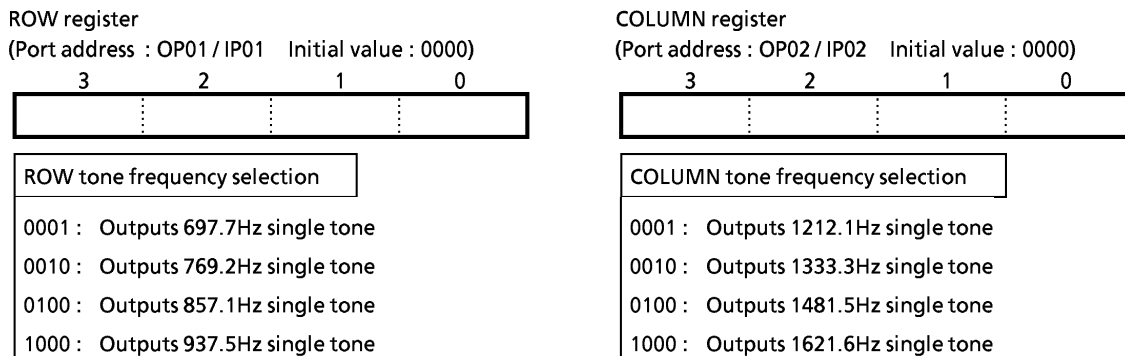 ROW register
(Port address : OP01 / IP01 Initial value : 0000)
3 2 1 0
ROW tone frequency selection
0001 : Outputs 697.7Hz single tone
0010 : Outputs 769.2Hz single tone
0100 : Outputs 857.1Hz single tone
1000 : Outputs 937.5Hz single tone
COLUMN register
(Port address : OP02 / IP02 Initial value : 0000)
3 2 1 0
COLUMN tone frequency selection
0001 : Outputs 1212.1Hz single tone
0010 : Outputs 1333.3Hz single tone
0100 : Outputs 1481.5Hz single tone
1000 : Outputs 1621.6Hz single tone